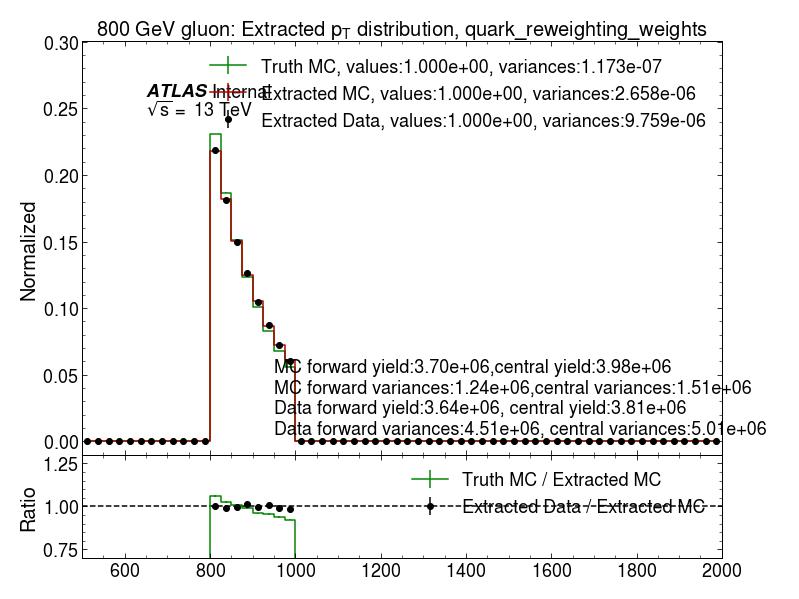 800 GeV gluon: Extracted pT distribution, quark_reweighting_weights
0.30
Truth MC, values:1.000e+00, variances:1.173e-07
ATLAS Internal
Extracted MC, values:1.000e+00, variances:2.658e-06
√s = 13 TeV
0.25
Extracted Data, values:1.000e+00, variances:9.759e-06
0.20
0.15
Normalized
0.10
0.05
0.00
MC forward yield:3.70e+06,central yield:3.98e+06
MC forward variances:1.24e+06,central variances:1.51e+06
Data forward yield:3.64e+06, central yield:3.81e+06
Data forward variances:4.51e+06, central variances:5.01e+06
1.25
1.00
0.75
Ratio
Truth MC / Extracted MC
Extracted Data / Extracted MC
600 800 1000 1200 1400 1600 1800 2000